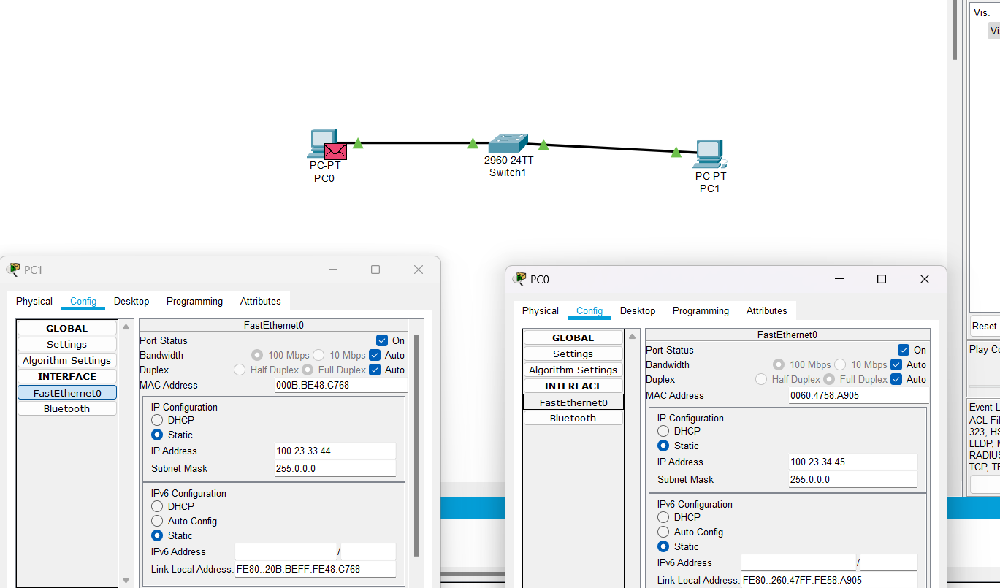 Vis.
Vi
PC-PT
PC0
2960-24TT
Switch1
PC-PT
PC1
PC1
Physical Config Desktop Programming Attributes
GLOBAL
Settings
Algorithm Settings
INTERFACE
FastEthernet0
Bluetooth
FastEthernet0
Port Status On
Bandwidth 100 Mbps 10 Mbps Auto
Duplex Half Duplex Full Duplex Auto
MAC Address 000B.BE48.C768
IP Configuration
DHCP
Static
IP Address 100.23.33.44
Subnet Mask 255.0.0.0
IPv6 Configuration
DHCP
Auto Config
Static
IPv6 Address /
Link Local Address: FE80::20B:BEFF:FE48:C768
PC0
Physical Config Desktop Programming Attributes
GLOBAL
Settings
Algorithm Settings
INTERFACE
FastEthernet0
Bluetooth
FastEthernet0
Port Status On
Bandwidth 100 Mbps 10 Mbps Auto
Duplex Half Duplex Full Duplex Auto
MAC Address 0060.4758.A905
IP Configuration
DHCP
Static
IP Address 100.23.34.45
Subnet Mask 255.0.0.0
IPv6 Configuration
DHCP
Auto Config
Static
IPv6 Address /
Link Local Address: FE80::260:47FF:FE58:A905
Reset
Play Co
Event L
ACL Fil
323, HS
LLDP, M
RADIUS
TCP, TF